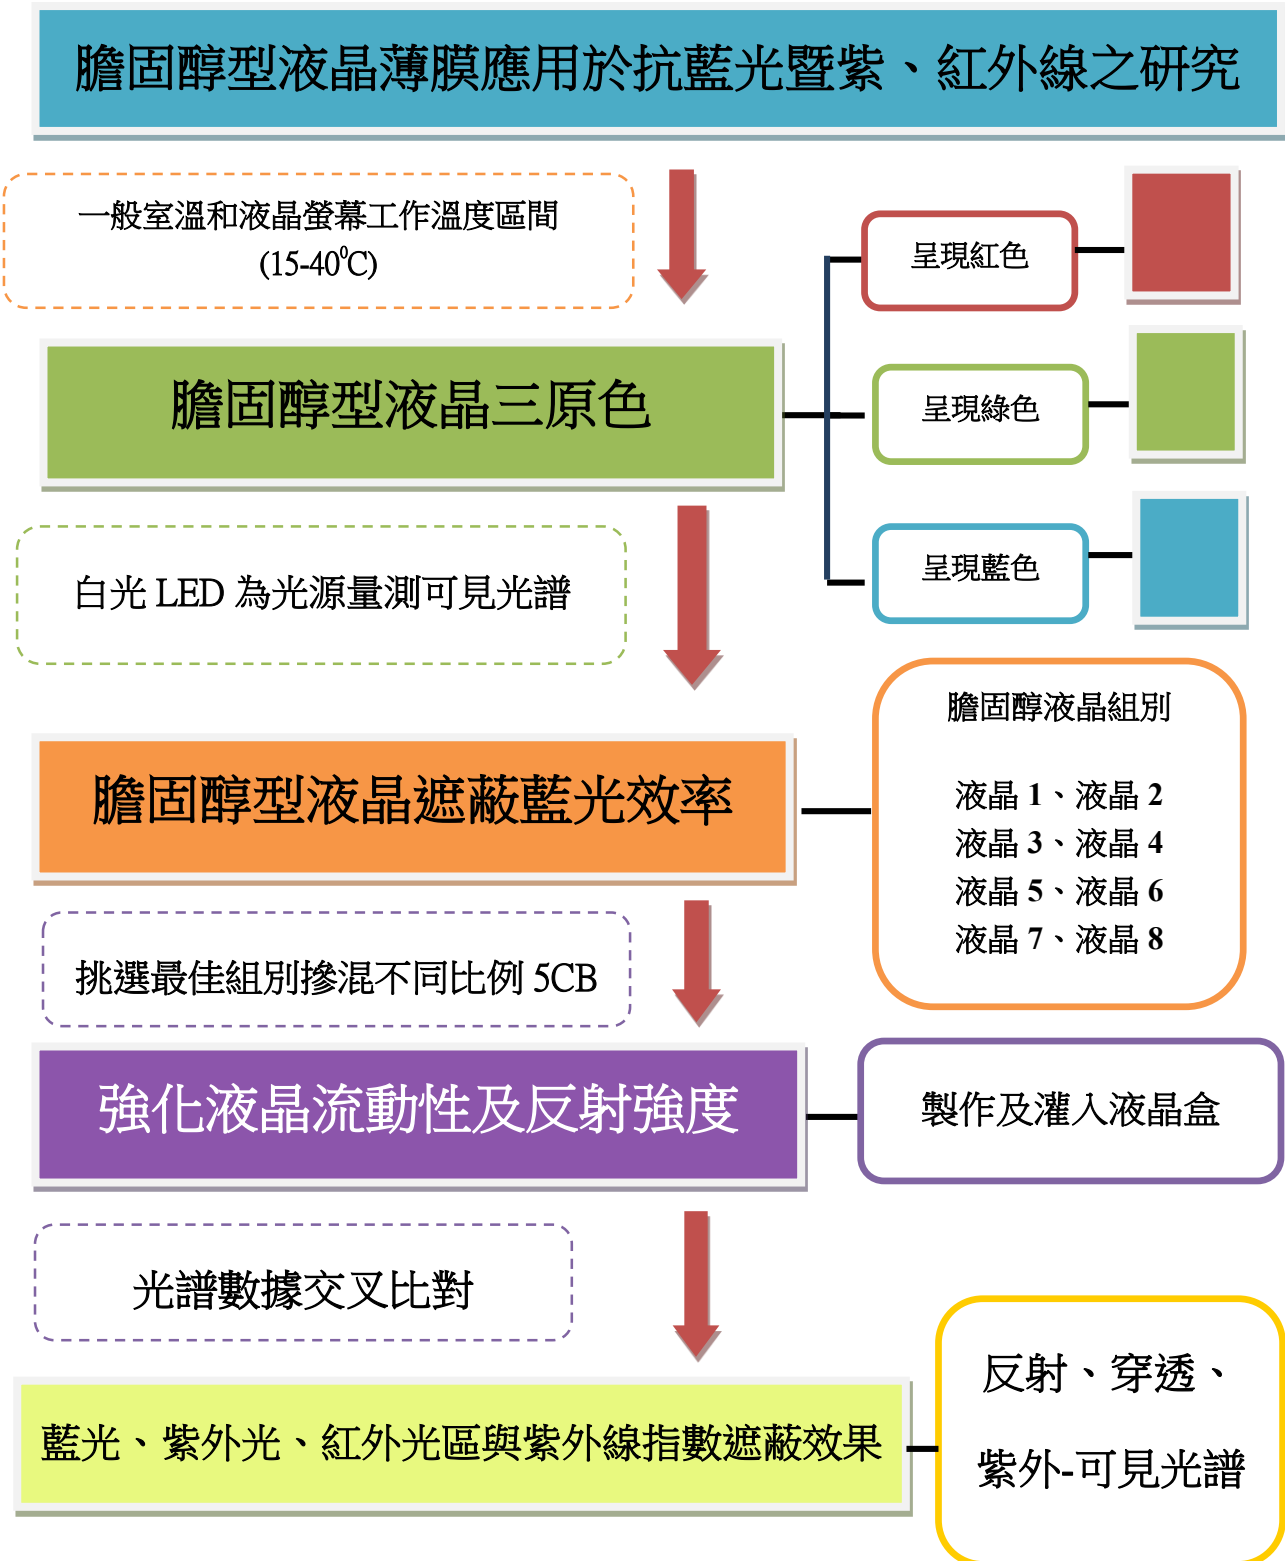 膽固醇型液晶薄膜應用於抗藍光暨紫、紅外線之研究
一般室溫和液晶螢幕工作溫度區間
(15-40⁰C)
呈現紅色
膽固醇型液晶三原色
呈現綠色
呈現藍色
白光 LED 為光源量測可見光譜
膽固醇液晶組別
液晶 1、液晶 2
液晶 3、液晶 4
液晶 5、液晶 6
液晶 7、液晶 8
膽固醇型液晶遮蔽藍光效率
挑選最佳組別摻混不同比例 5CB
強化液晶流動性及反射強度
製作及灌入液晶盒
光譜數據交叉比對
藍光、紫外光、紅外光區與紫外線指數遮蔽效果
反射、穿透、
紫外-可見光譜